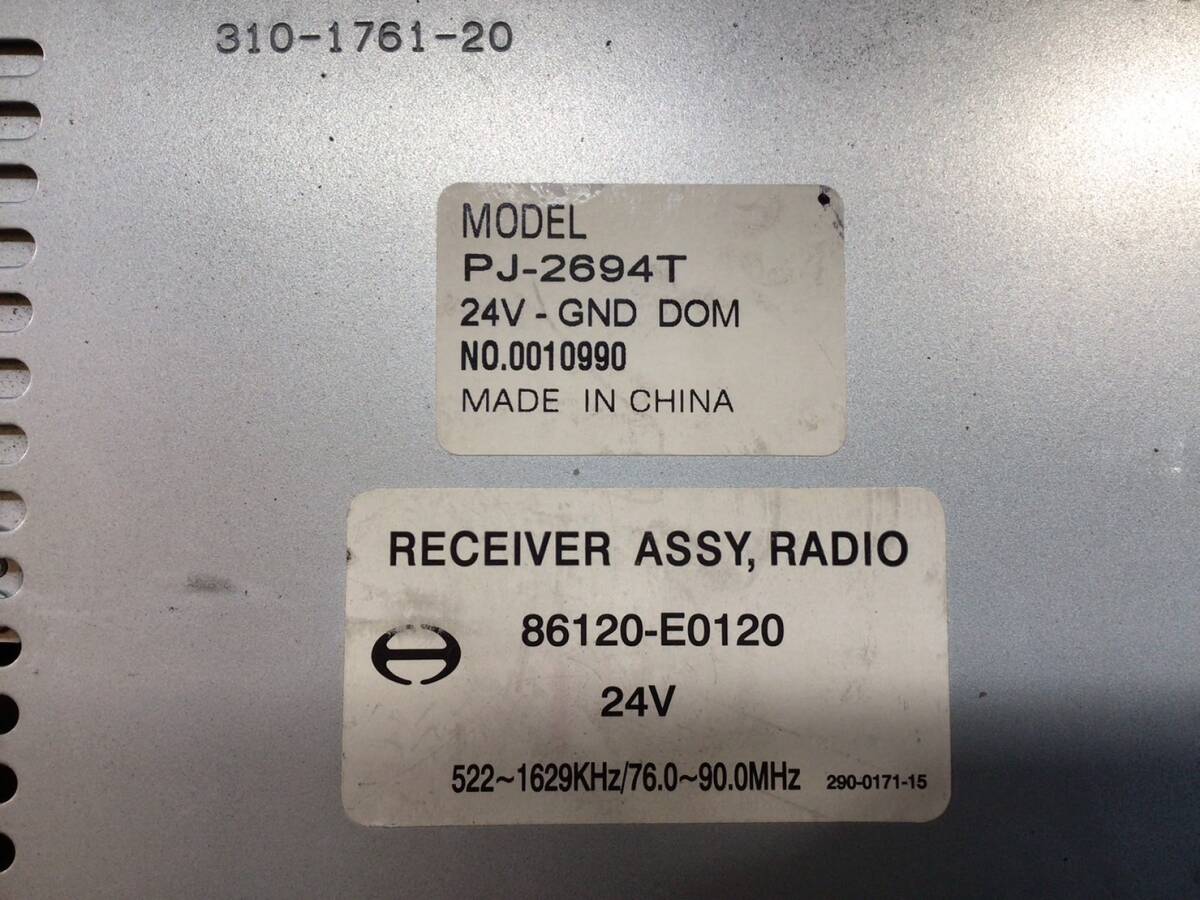 310-1761-20
MODEL
PJ-2694T
24V - GND DOM
NO.0010990
MADE IN CHINA
RECEIVER ASSY, RADIO
86120-E0120
24V
522~1629KHz/76.0~90.0MHz 290-0171-15